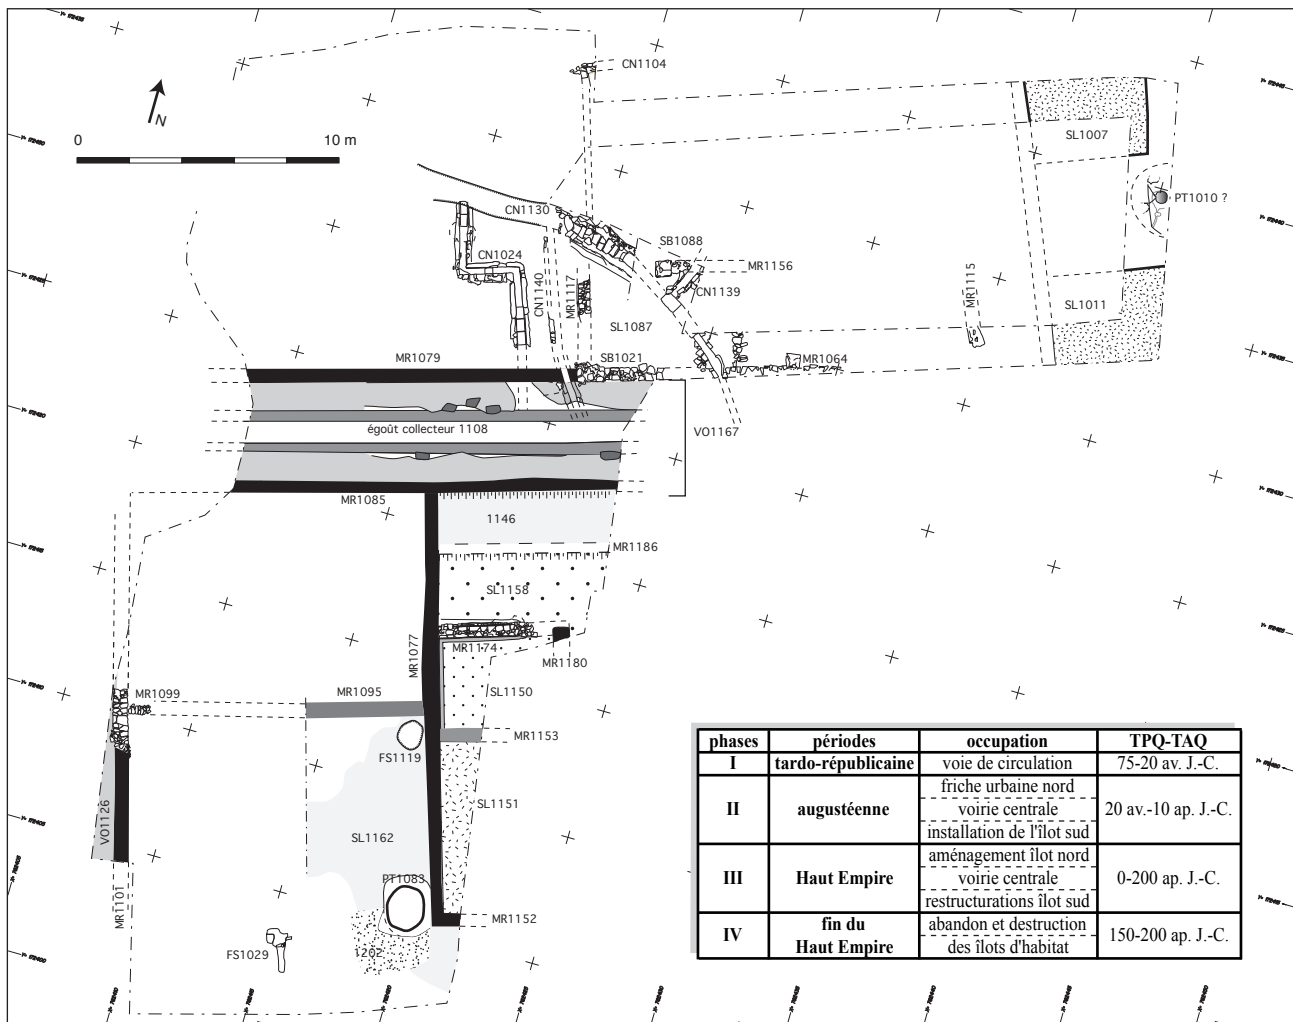 CN1104
N
0 10 m
SL1007
PT1010 ?
CN1130
SB1088
CN1024
MR1156
CN1139
CN1140
MR1117
MR1115
SL1087
SL1011
MR1079
SB1021
MR1064
égoût collecteur 1108
VO1167
MR1085
1146
MR1186
SL1158
MR1077
MR1174
MR1180
MR1099
MR1095
SL1150
MR1153
FS1119
VO1126
SL1151
SL1162
PT1083
MR1101
MR1152
FS1029
1202
phases périodes occupation TPQ-TAQ
I tardo-républicaine voie de circulation 75-20 av. J.-C.
II augustéenne friche urbaine nord
voirie centrale
installation de l'îlot sud
20 av.-10 ap. J.-C.
III Haut Empire aménagement îlot nord
voirie centrale
restructurations îlot sud
0-200 ap. J.-C.
IV fin du
Haut Empire
abandon et destruction
des îlots d'habitat
150-200 ap. J.-C.